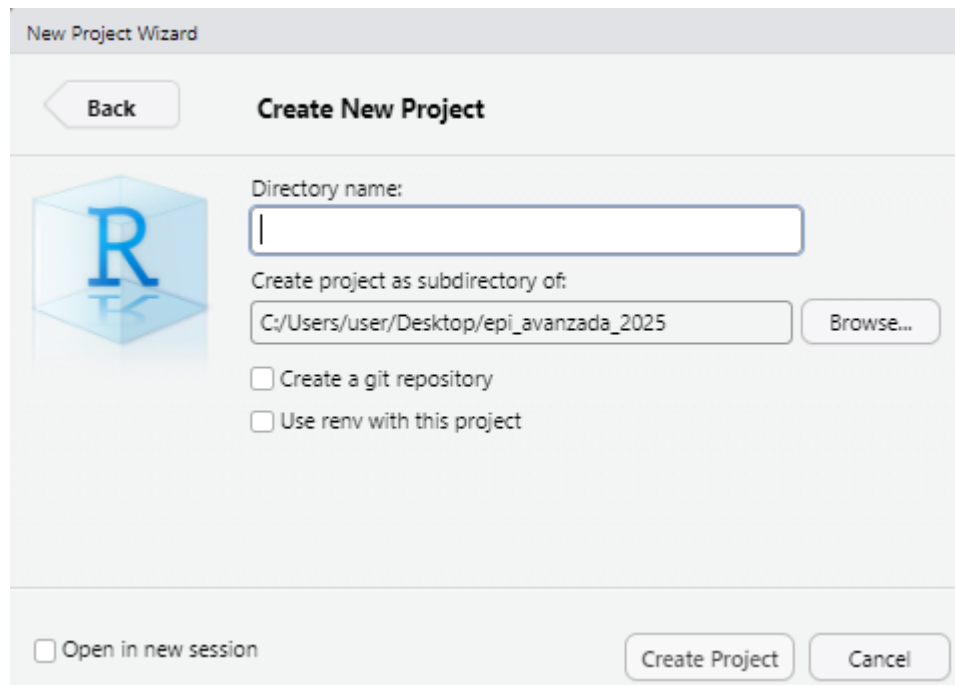 New Project Wizard
Back
Create New Project
R
Directory name:
Create project as subdirectory of:
C:/Users/user/Desktop/epi_avanzada_2025
Browse...
Create a git repository
Use renv with this project
Open in new session
Create Project
Cancel